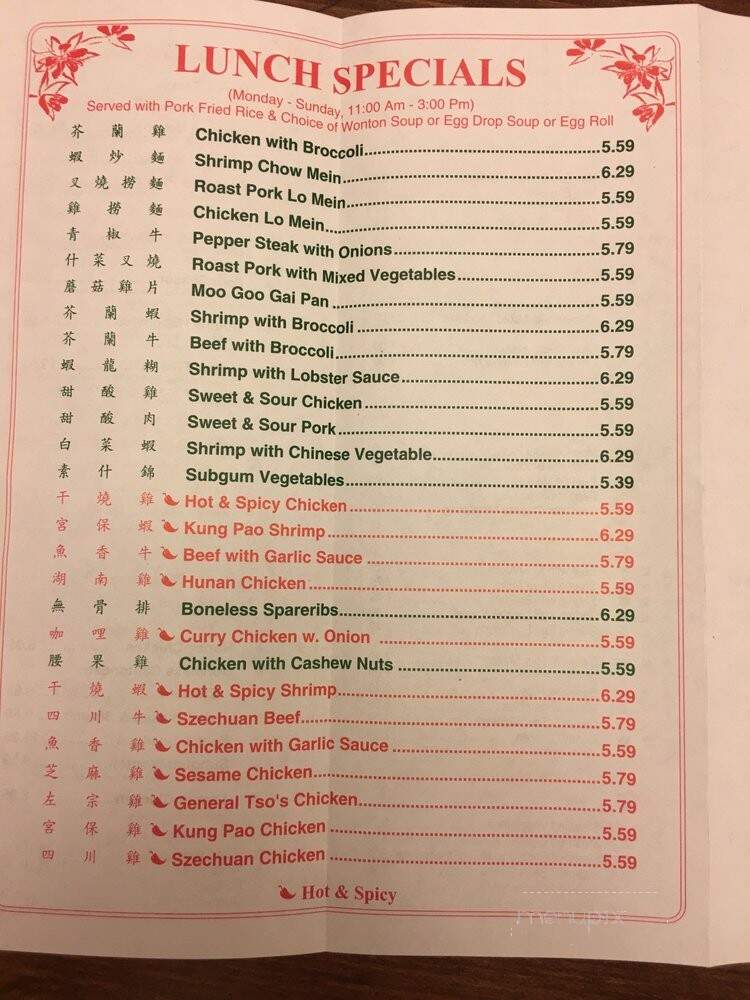 LUNCH SPECIALS
(Monday - Sunday, 11:00 Am - 3:00 Pm)
Served with Pork Fried Rice & Choice of Wonton Soup or Egg Drop Soup or Egg Roll
芥蘭雞 Chicken with Broccoli 5.59
蝦炒麵 Shrimp Chow Mein 6.29
叉燒撈麵 Roast Pork Lo Mein 5.59
雞撈麵 Chicken Lo Mein 5.59
青椒牛 Pepper Steak with Onions 5.79
什菜叉燒 Roast Pork with Mixed Vegetables 5.59
蘑菇雞片 Moo Goo Gai Pan 5.59
芥蘭蝦 Shrimp with Broccoli 6.29
芥蘭牛 Beef with Broccoli 5.79
蝦龍糊 Shrimp with Lobster Sauce 6.29
甜酸雞 Sweet & Sour Chicken 5.59
甜酸肉 Sweet & Sour Pork 5.59
白菜蝦 Shrimp with Chinese Vegetable 6.29
素什錦 Subgum Vegetables 5.39
干燒雞 Hot & Spicy Chicken 5.59
宮保蝦 Kung Pao Shrimp 6.29
魚香牛 Beef with Garlic Sauce 5.79
湖南雞 Hunan Chicken 5.59
無骨排 Boneless Spareribs 6.29
咖哩雞 Curry Chicken w. Onion 5.59
腰果雞 Chicken with Cashew Nuts 5.59
干燒蝦 Hot & Spicy Shrimp 6.29
四川牛 Szechuan Beef 5.79
魚香雞 Chicken with Garlic Sauce 5.59
芝麻雞 Sesame Chicken 5.79
左宗雞 General Tso's Chicken 5.79
宮保雞 Kung Pao Chicken 5.59
四川雞 Szechuan Chicken 5.59
Hot & Spicy